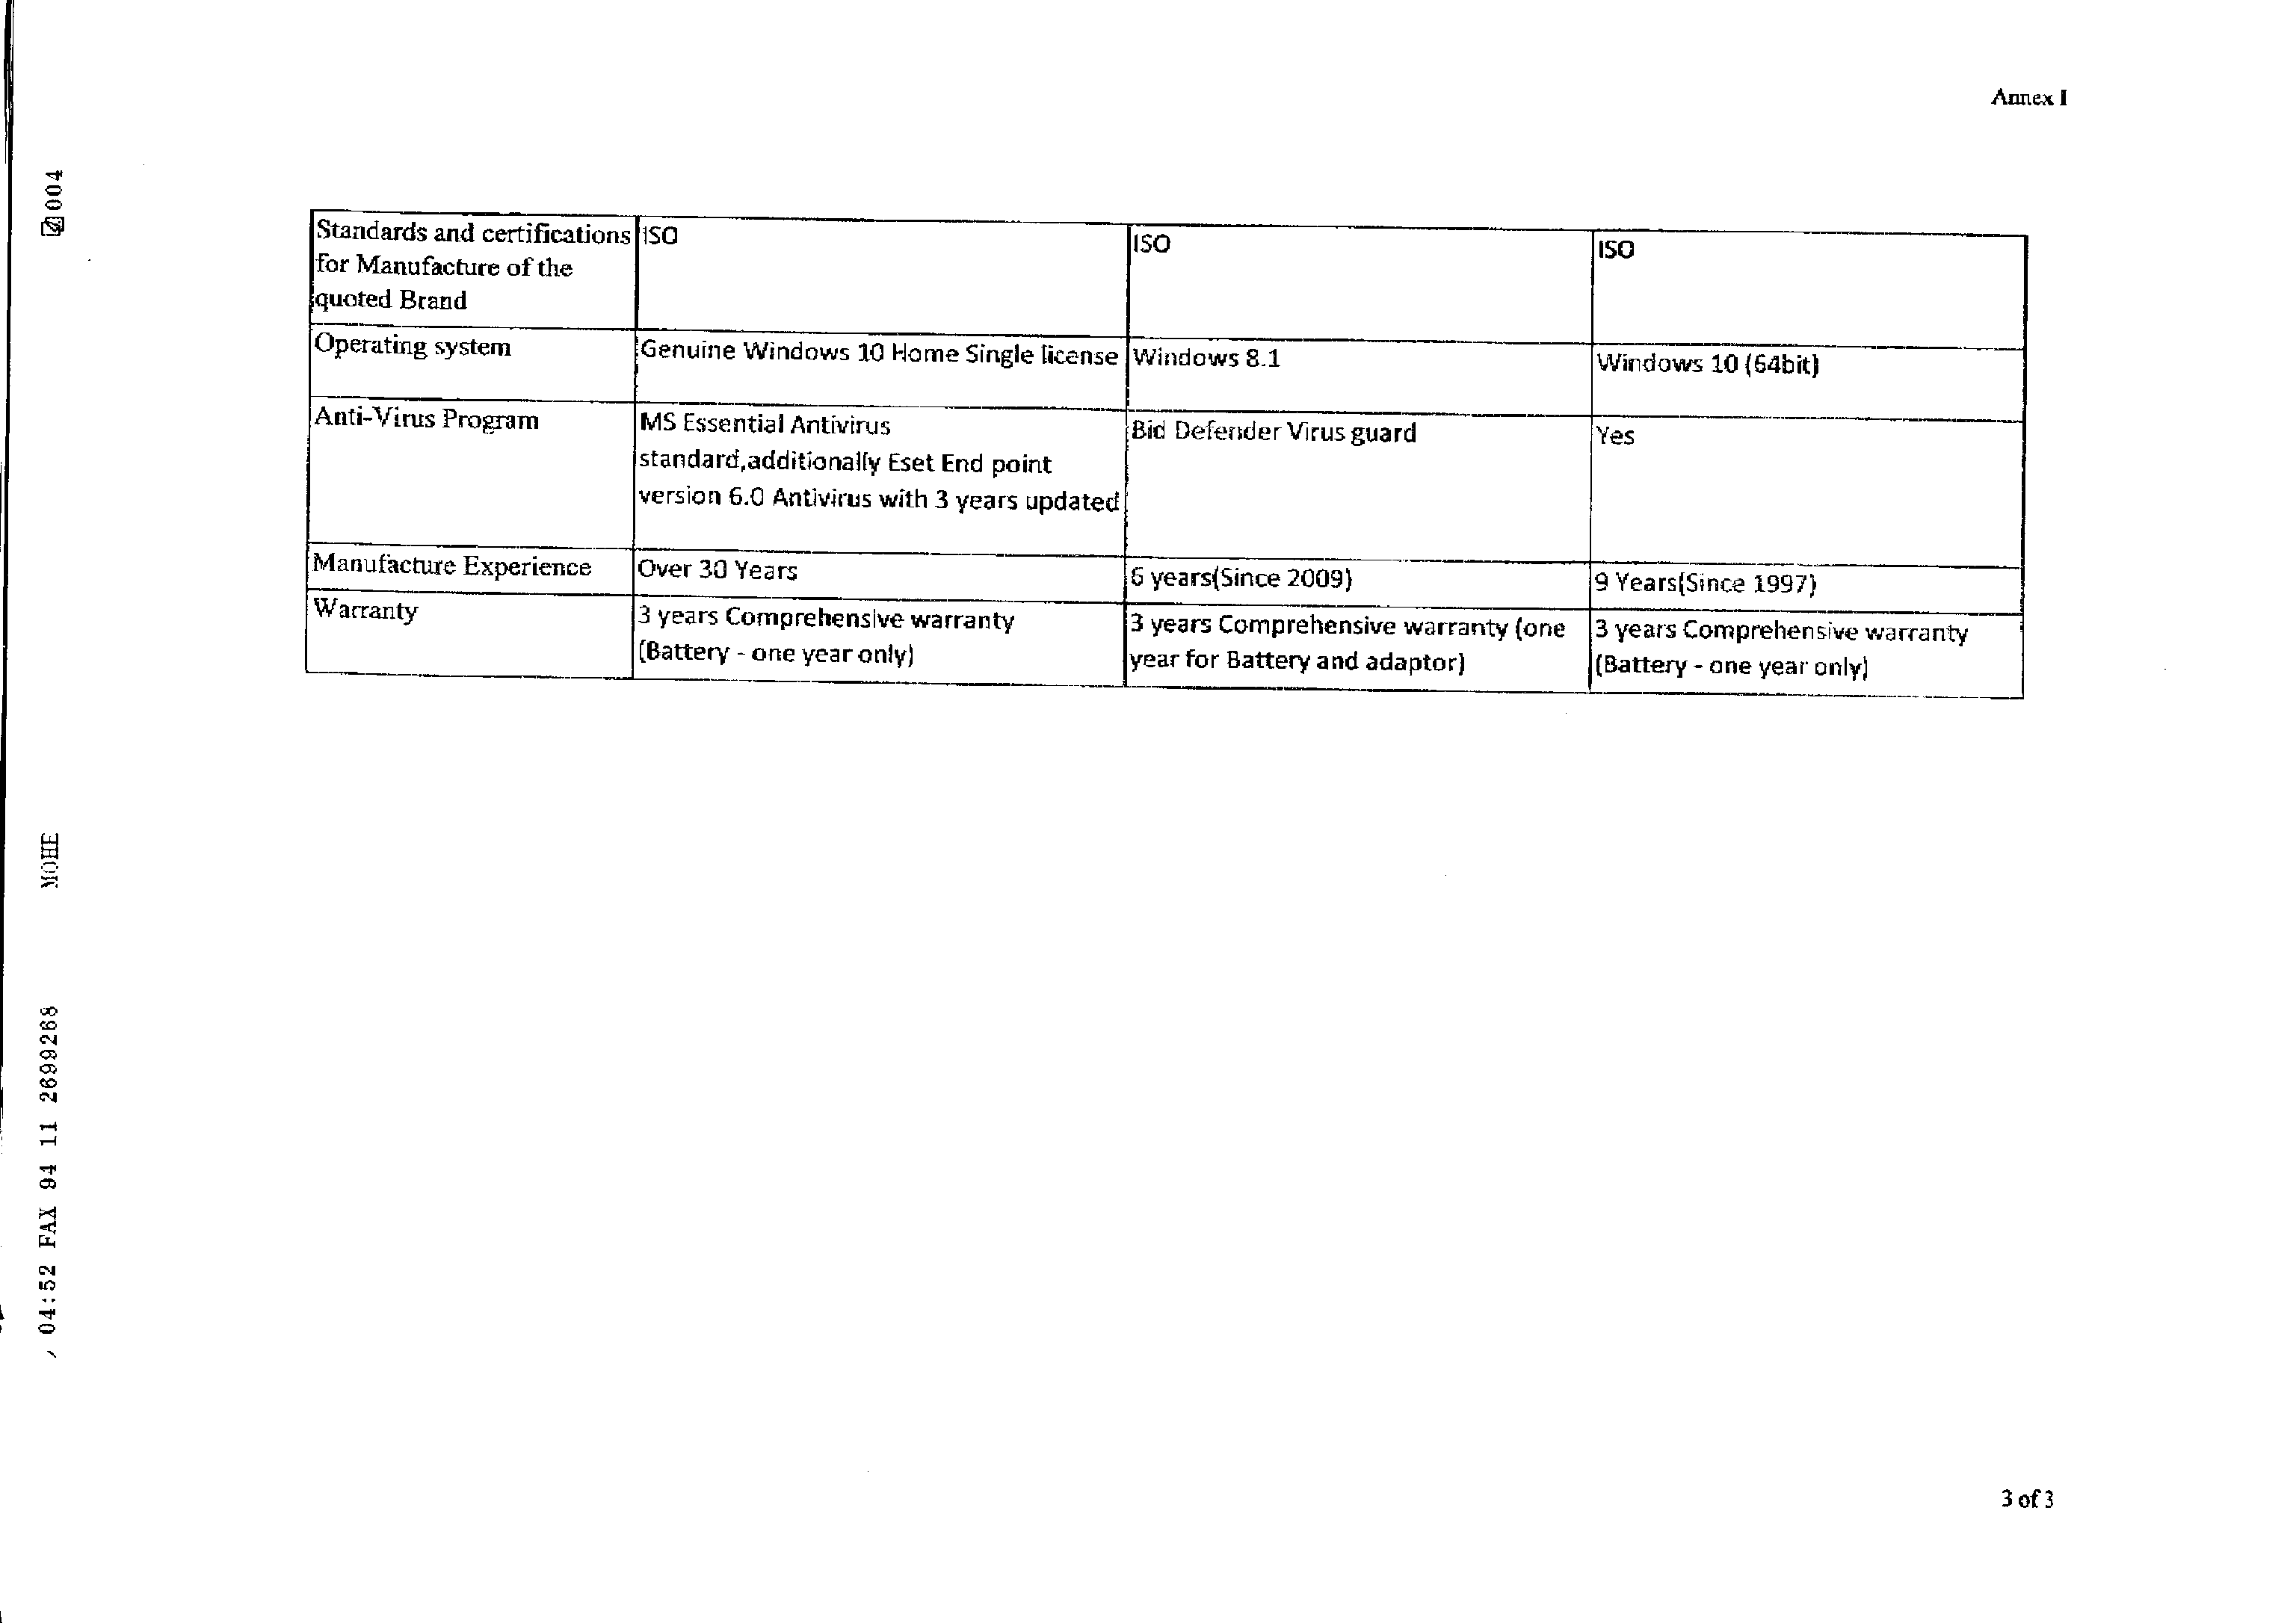 Annex I
004
Standards and certifications
for Manufacture of the
quoted Brand
ISO
ISO
ISO
Operating system
Genuine Windows 10 Home Single license
Windows 8.1
Windows 10 (64bit)
Anti-Virus Program
MS Essential Antivirus
standard,additionally Eset End point
version 6.0 Antivirus with 3 years updated
Bid Defender Virus guard
Yes
Manufacture Experience
Over 30 Years
6 years(Since 2009)
9 Years(Since 1997)
Warranty
3 years Comprehensive warranty
(Battery - one year only)
3 years Comprehensive warranty (one
year for Battery and adaptor)
3 years Comprehensive warranty
(Battery - one year only)
MOHE
04:52 FAX 94 11 2699268
3 of 3